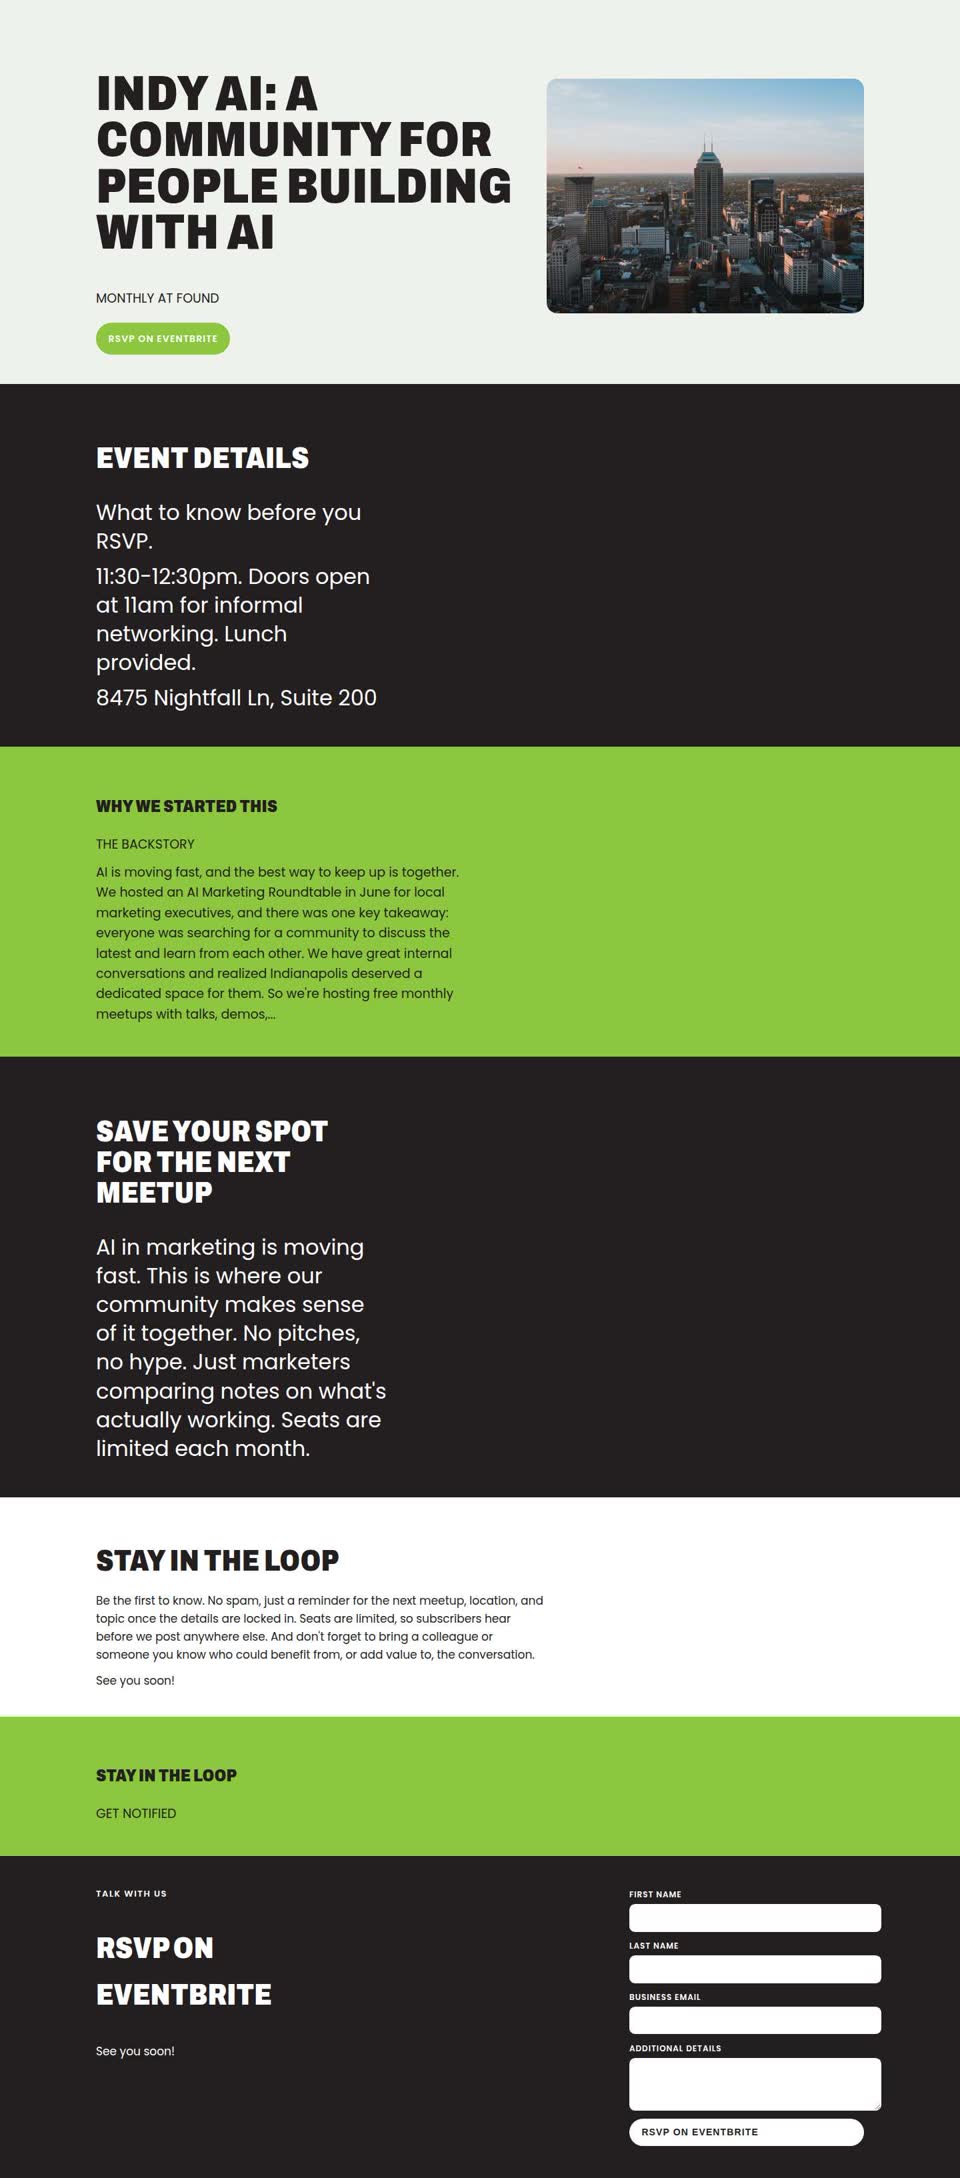 INDY AI: A
COMMUNITY FOR
PEOPLE BUILDING
WITH AI
MONTHLY AT FOUND
RSVP ON EVENTBRITE
EVENT DETAILS
What to know before you
RSVP.
11:30-12:30pm. Doors open
at 11am for informal
networking. Lunch
provided.
8475 Nightfall Ln, Suite 200
WHY WE STARTED THIS
THE BACKSTORY
AI is moving fast, and the best way to keep up is together.
We hosted an AI Marketing Roundtable in June for local
marketing executives, and there was one key takeaway:
everyone was searching for a community to discuss the
latest and learn from each other. We have great internal
conversations and realized Indianapolis deserved a
dedicated space for them. So we're hosting free monthly
meetups with talks, demos,...
SAVE YOUR SPOT
FOR THE NEXT
MEETUP
AI in marketing is moving
fast. This is where our
community makes sense
of it together. No pitches,
no hype. Just marketers
comparing notes on what's
actually working. Seats are
limited each month.
STAY IN THE LOOP
Be the first to know. No spam, just a reminder for the next meetup, location, and
topic once the details are locked in. Seats are limited, so subscribers hear
before we post anywhere else. And don't forget to bring a colleague or
someone you know who could benefit from, or add value to, the conversation.
See you soon!
STAY IN THE LOOP
GET NOTIFIED
TALK WITH US
RSVP ON
EVENTBRITE
See you soon!
FIRST NAME
LAST NAME
BUSINESS EMAIL
ADDITIONAL DETAILS
RSVP ON EVENTBRITE